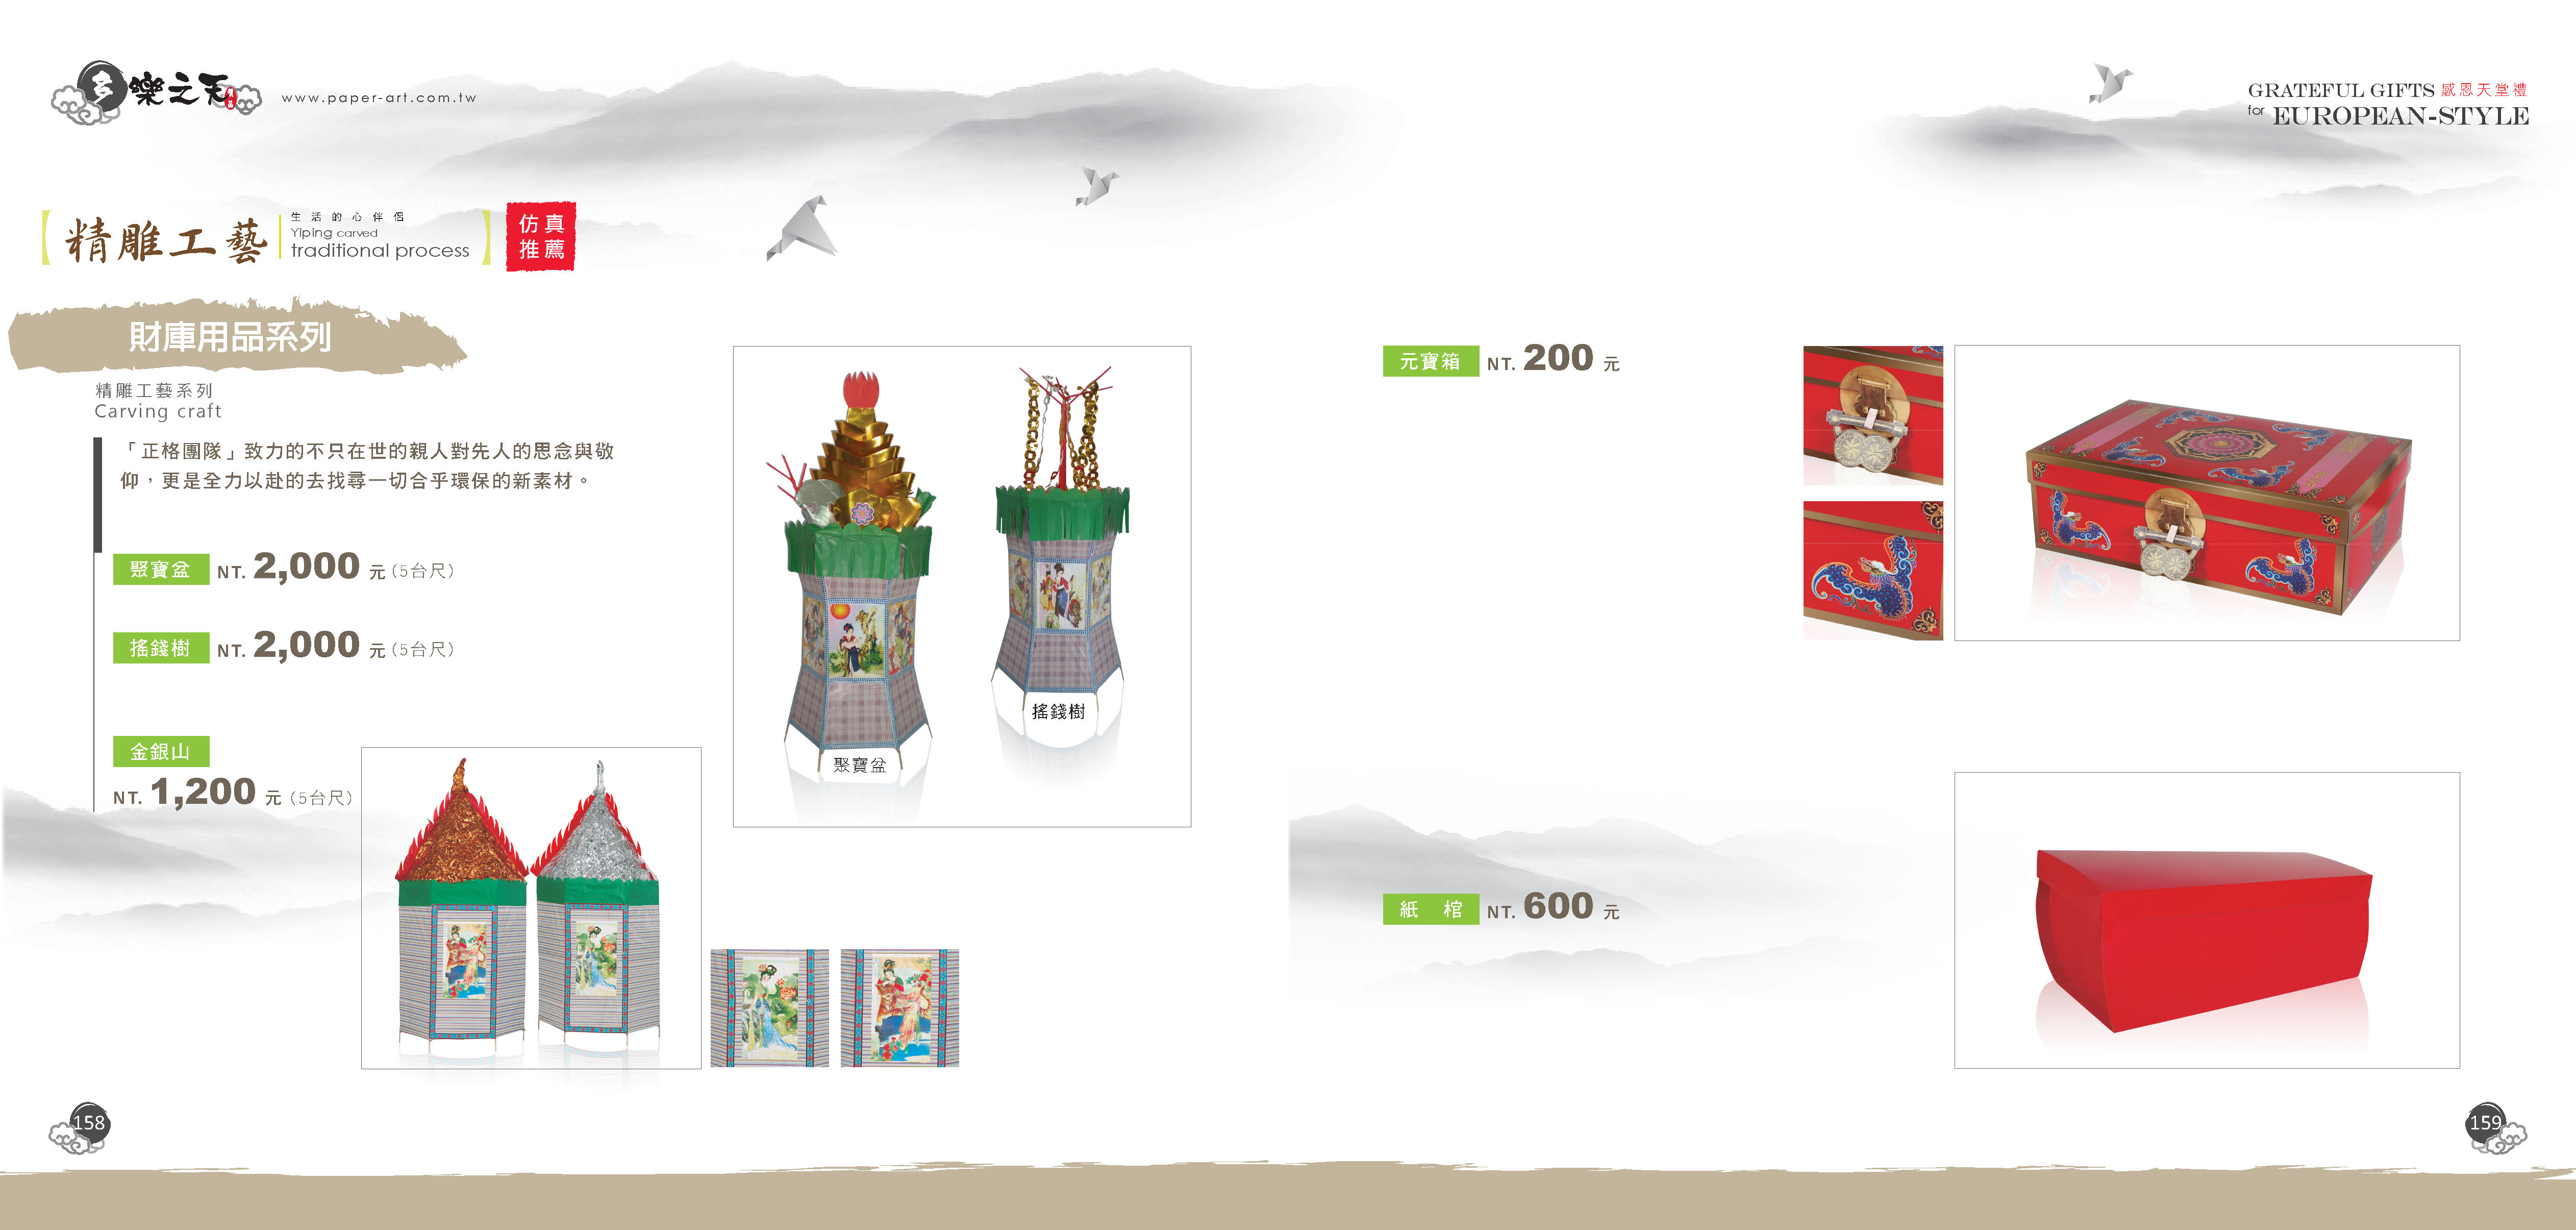 多樂之天
www.paper-art.com.tw
GRATEFUL GIFTS 感恩天堂禮
for EUROPEAN-STYLE
精雕工藝
生活的心伴侶
Yiping carved
traditional process
仿真
推薦
財庫用品系列
精雕工藝系列
Carving craft
「正格團隊」致力的不只在世的親人對先人的思念與敬
仰，更是全力以赴的去找尋一切合乎環保的新素材。
聚寶盆 NT. 2,000 元（5台尺）
搖錢樹 NT. 2,000 元（5台尺）
金銀山
NT. 1,200 元（5台尺）
搖錢樹
聚寶盆
元寶箱 NT. 200 元
紙 棺 NT. 600 元
158
159